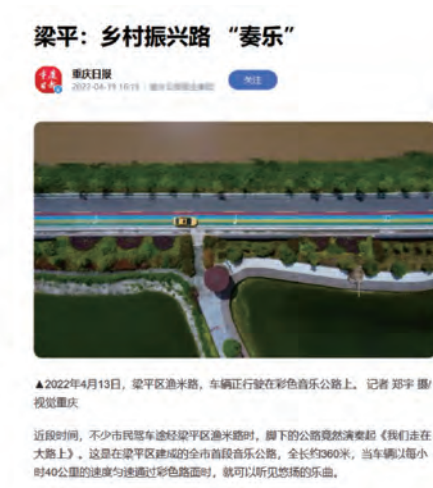 梁平：乡村振兴路 “奏乐”
重庆日报
关注
▲2022年4月13日，梁平区渔米路，车辆正行驶在彩色音乐公路上。 记者 郑宇 摄/
视觉重庆
近段时间，不少市民驾车途经梁平区渔米路时，脚下的公路竟然演奏起《我们走在
大路上》。这是在梁平区建成的全市首段音乐公路，全长约360米，当车辆以每小
时40公里的速度匀速通过彩色路面时，就可以听见悠扬的乐曲。